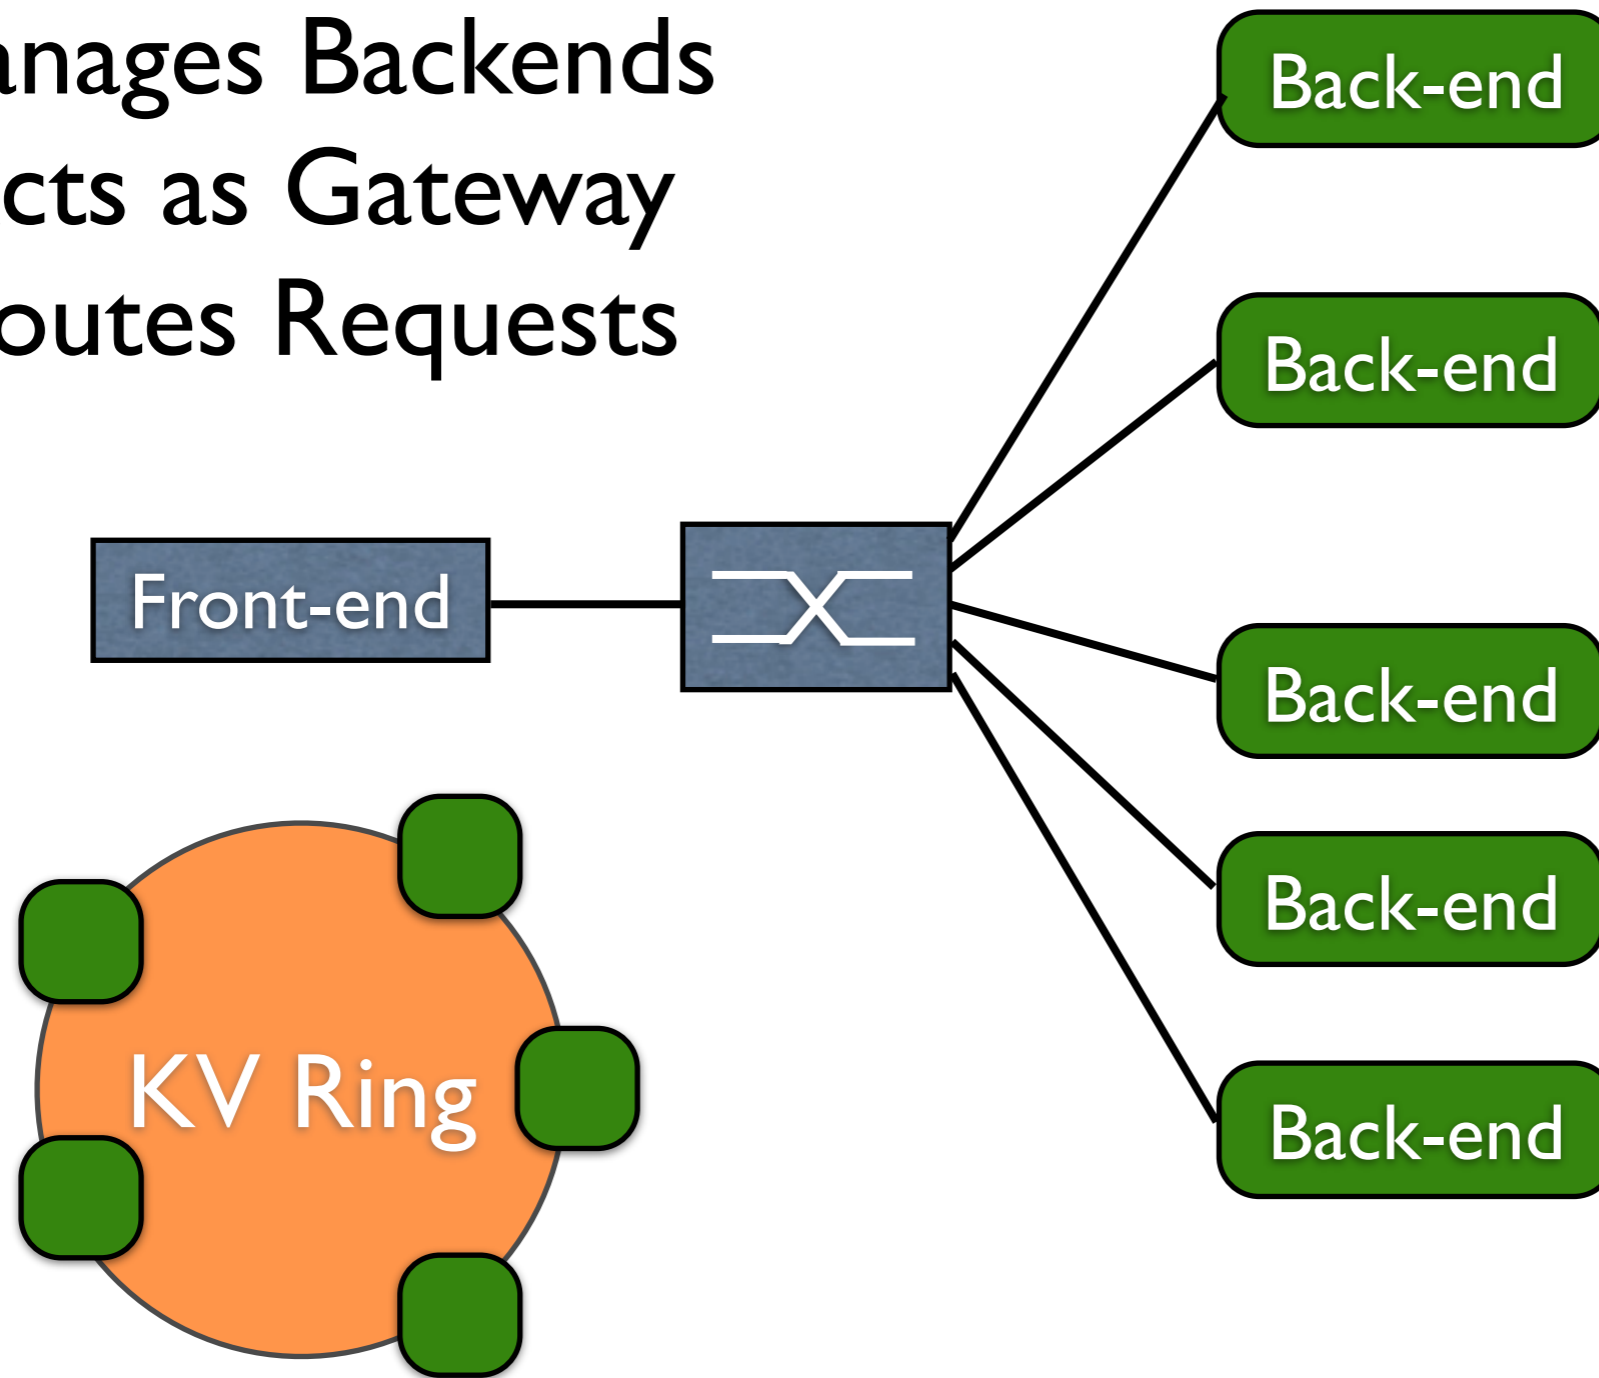 anages Backends
cts as Gateway
outes Requests
Back-end
Back-end
Front-end
Back-end
Back-end
KV Ring
Back-end